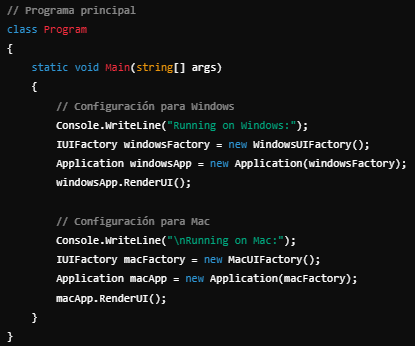 // Programa principal
class Program
{
    static void Main(string[] args)
    {
        // Configuración para Windows
        Console.WriteLine("Running on Windows:");
        IUIFactory windowsFactory = new WindowsUIFactory();
        Application windowsApp = new Application(windowsFactory);
        windowsApp.RenderUI();

        // Configuración para Mac
        Console.WriteLine("\nRunning on Mac:");
        IUIFactory macFactory = new MacUIFactory();
        Application macApp = new Application(macFactory);
        macApp.RenderUI();
    }
}